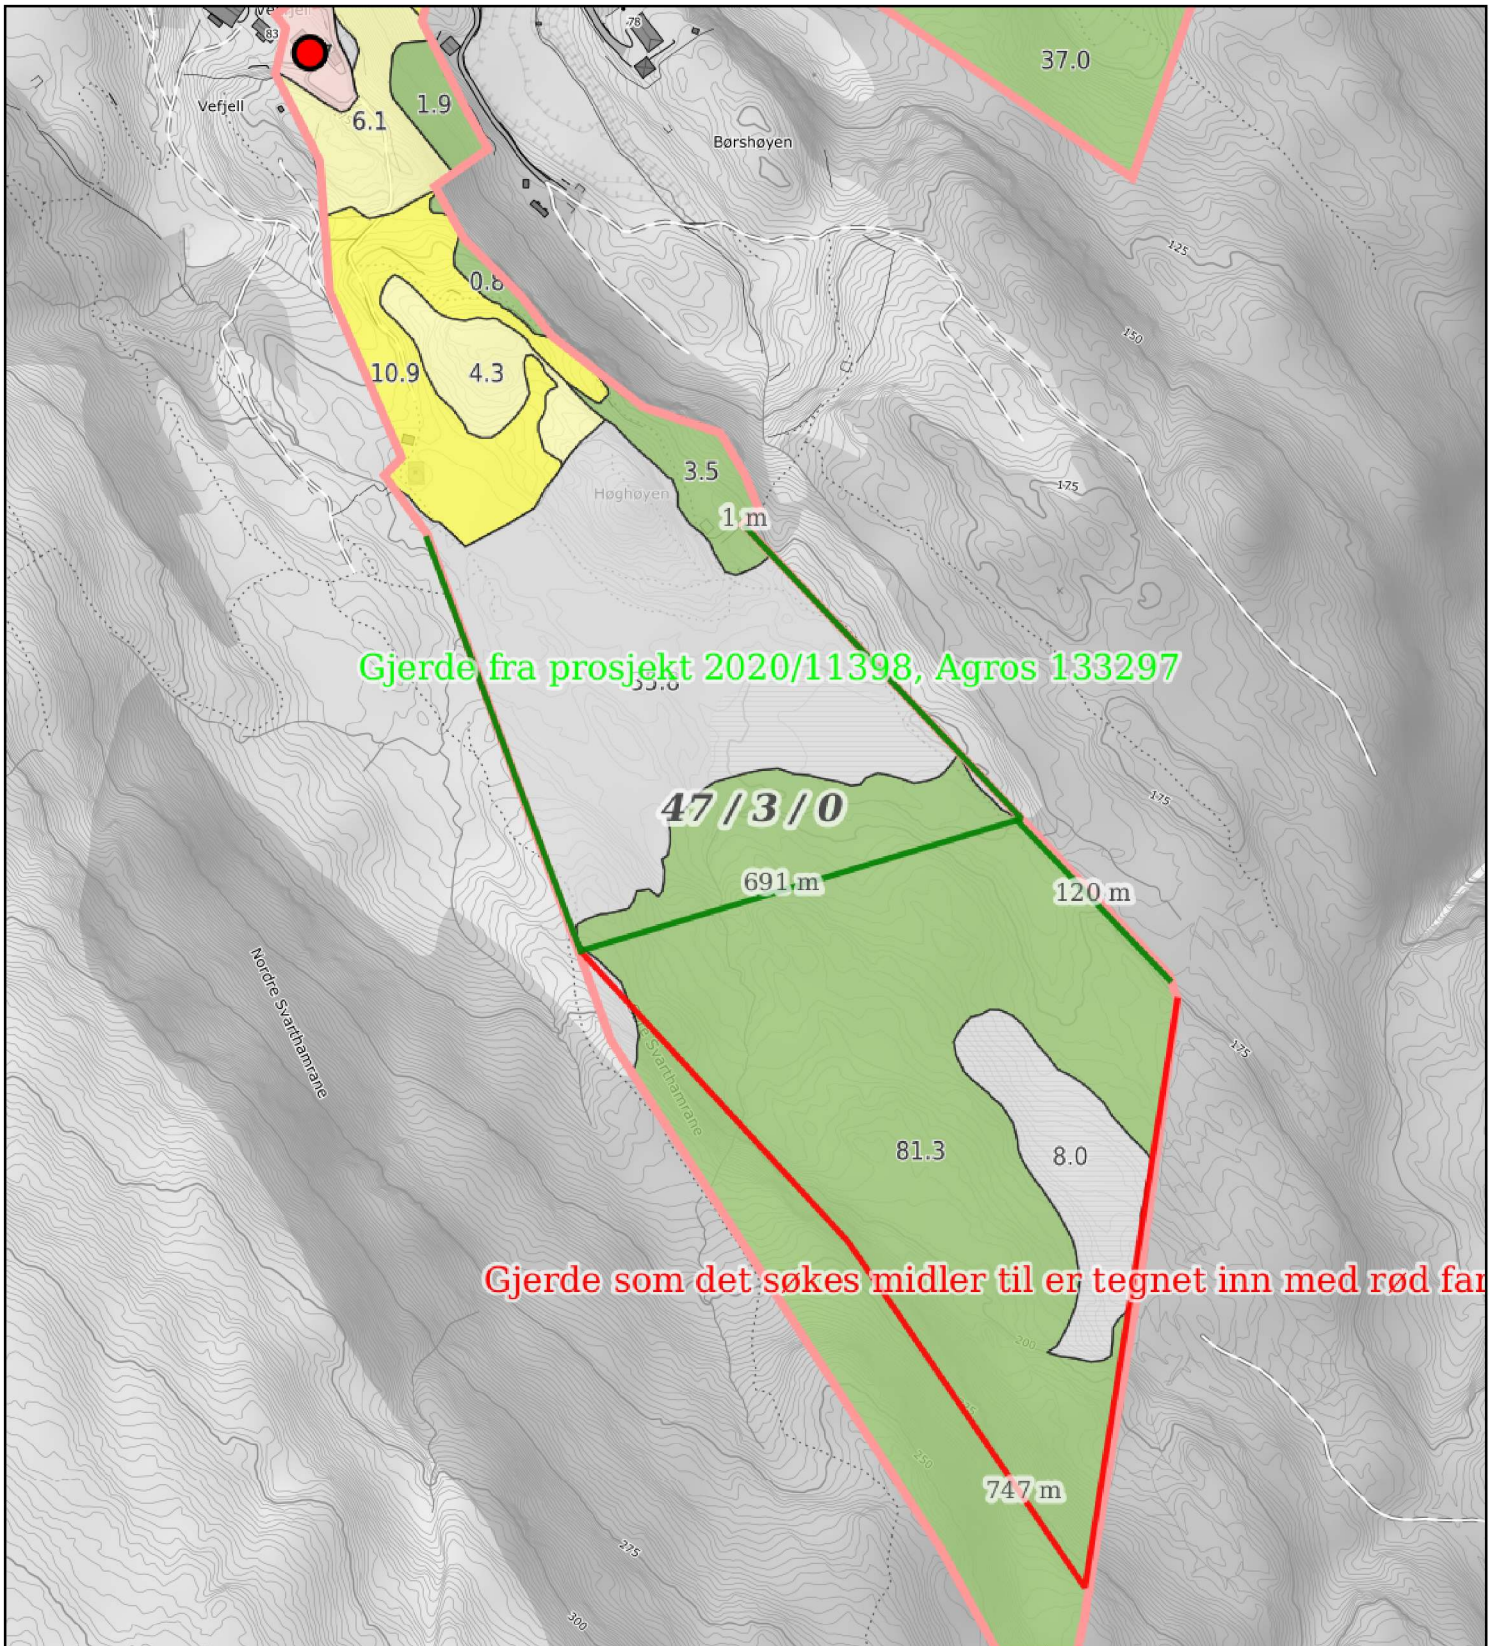 83
78
37.0
Vefjell
1.9
6.1
Børshøyen
125
0.8
150
10.9
4.3
3.5
175
Høghøyen
1 m
Gjerde fra prosjekt 2020/11398, Agros 133297
47 / 3 / 0
175
691 m
120 m
Nordre Svarthamrane
175
Svarthamrane
81.3
8.0
Gjerde som det søkes midler til er tegnet inn med rød
200
250
747 m
275
300